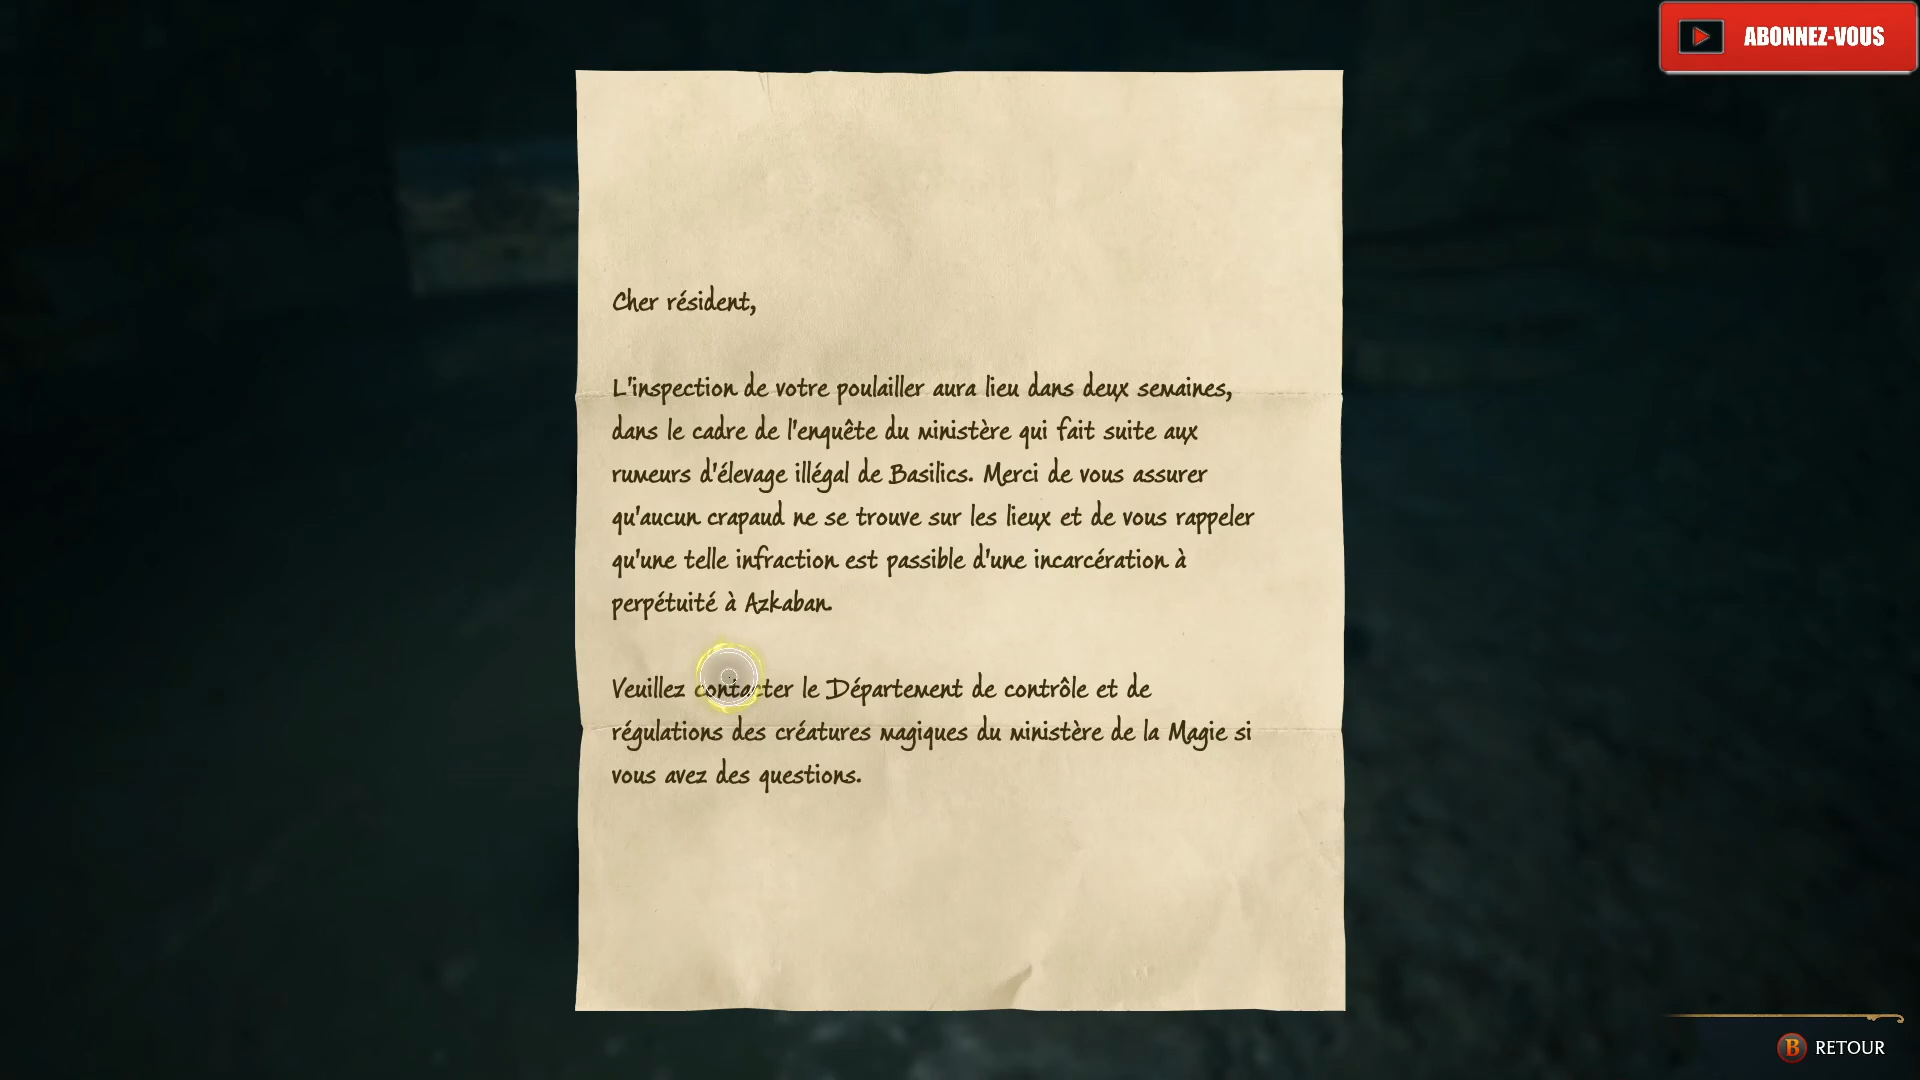 ABONNEZ-VOUS
Cher résident,
L'inspection de votre poulailler aura lieu dans deux semaines,
dans le cadre de l'enquête du ministère qui fait suite aux
rumeurs d'élevage illégal de Basilics. Merci de vous assurer
qu'aucun crapaud ne se trouve sur les lieux et de vous rappeler
qu'une telle infraction est passible d'une incarcération à
perpétuité à Azkaban.
Veuillez contacter le Département de contrôle et de
régulations des créatures magiques du ministère de la Magie si
vous avez des questions.
B RETOUR